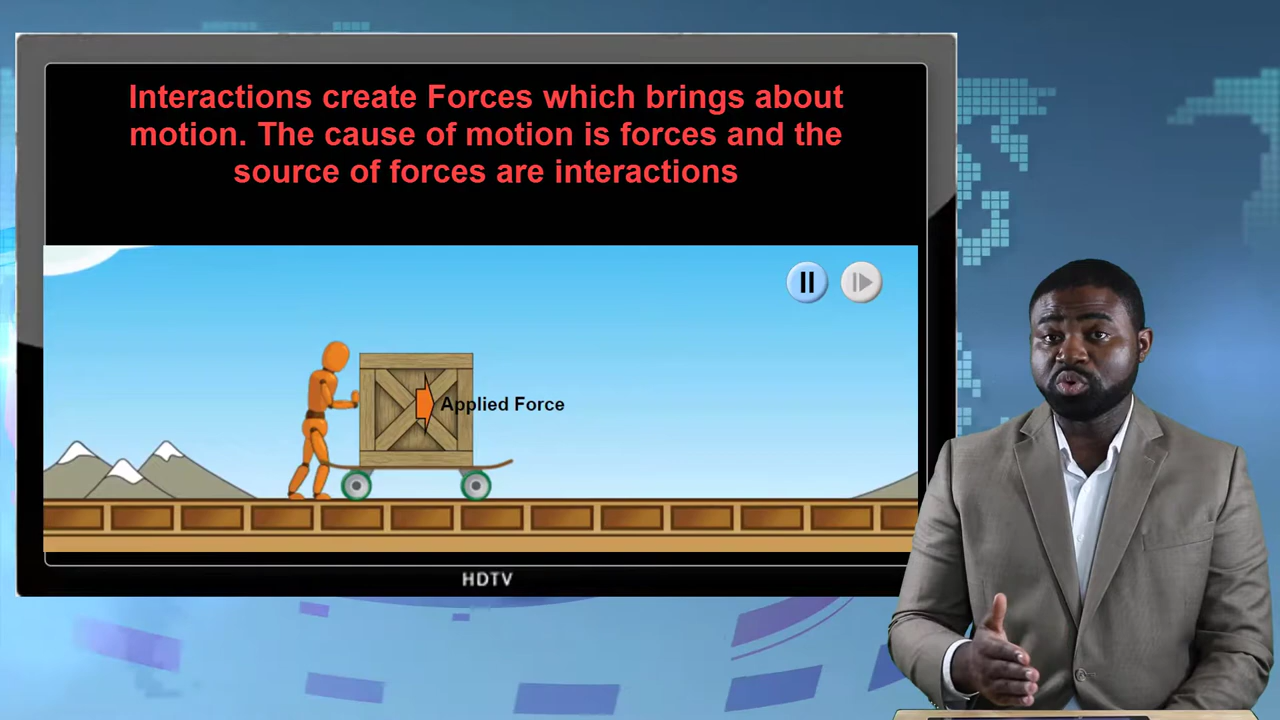 Interactions create Forces which brings about
motion. The cause of motion is forces and the
source of forces are interactions
Applied Force
HDTV